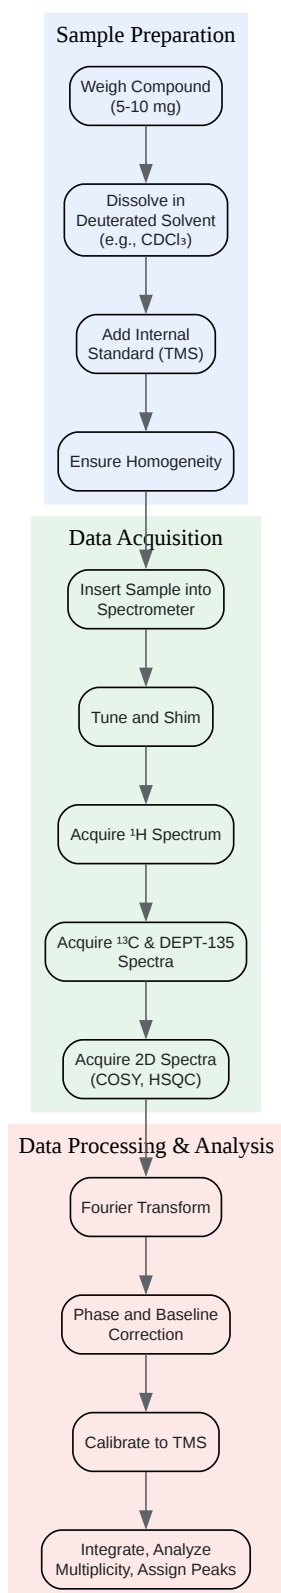 Sample Preparation
Weigh Compound
(5-10 mg)
Dissolve in
Deuterated Solvent
(e.g., CDCl₃)
Add Internal
Standard (TMS)
Ensure Homogeneity
Data Acquisition
Insert Sample into
Spectrometer
Tune and Shim
Acquire ¹H Spectrum
Acquire ¹³C & DEPT-135
Spectra
Acquire 2D Spectra
(COSY, HSQC)
Data Processing & Analysis
Fourier Transform
Phase and Baseline
Correction
Calibrate to TMS
Integrate, Analyze
Multiplicity, Assign Peaks